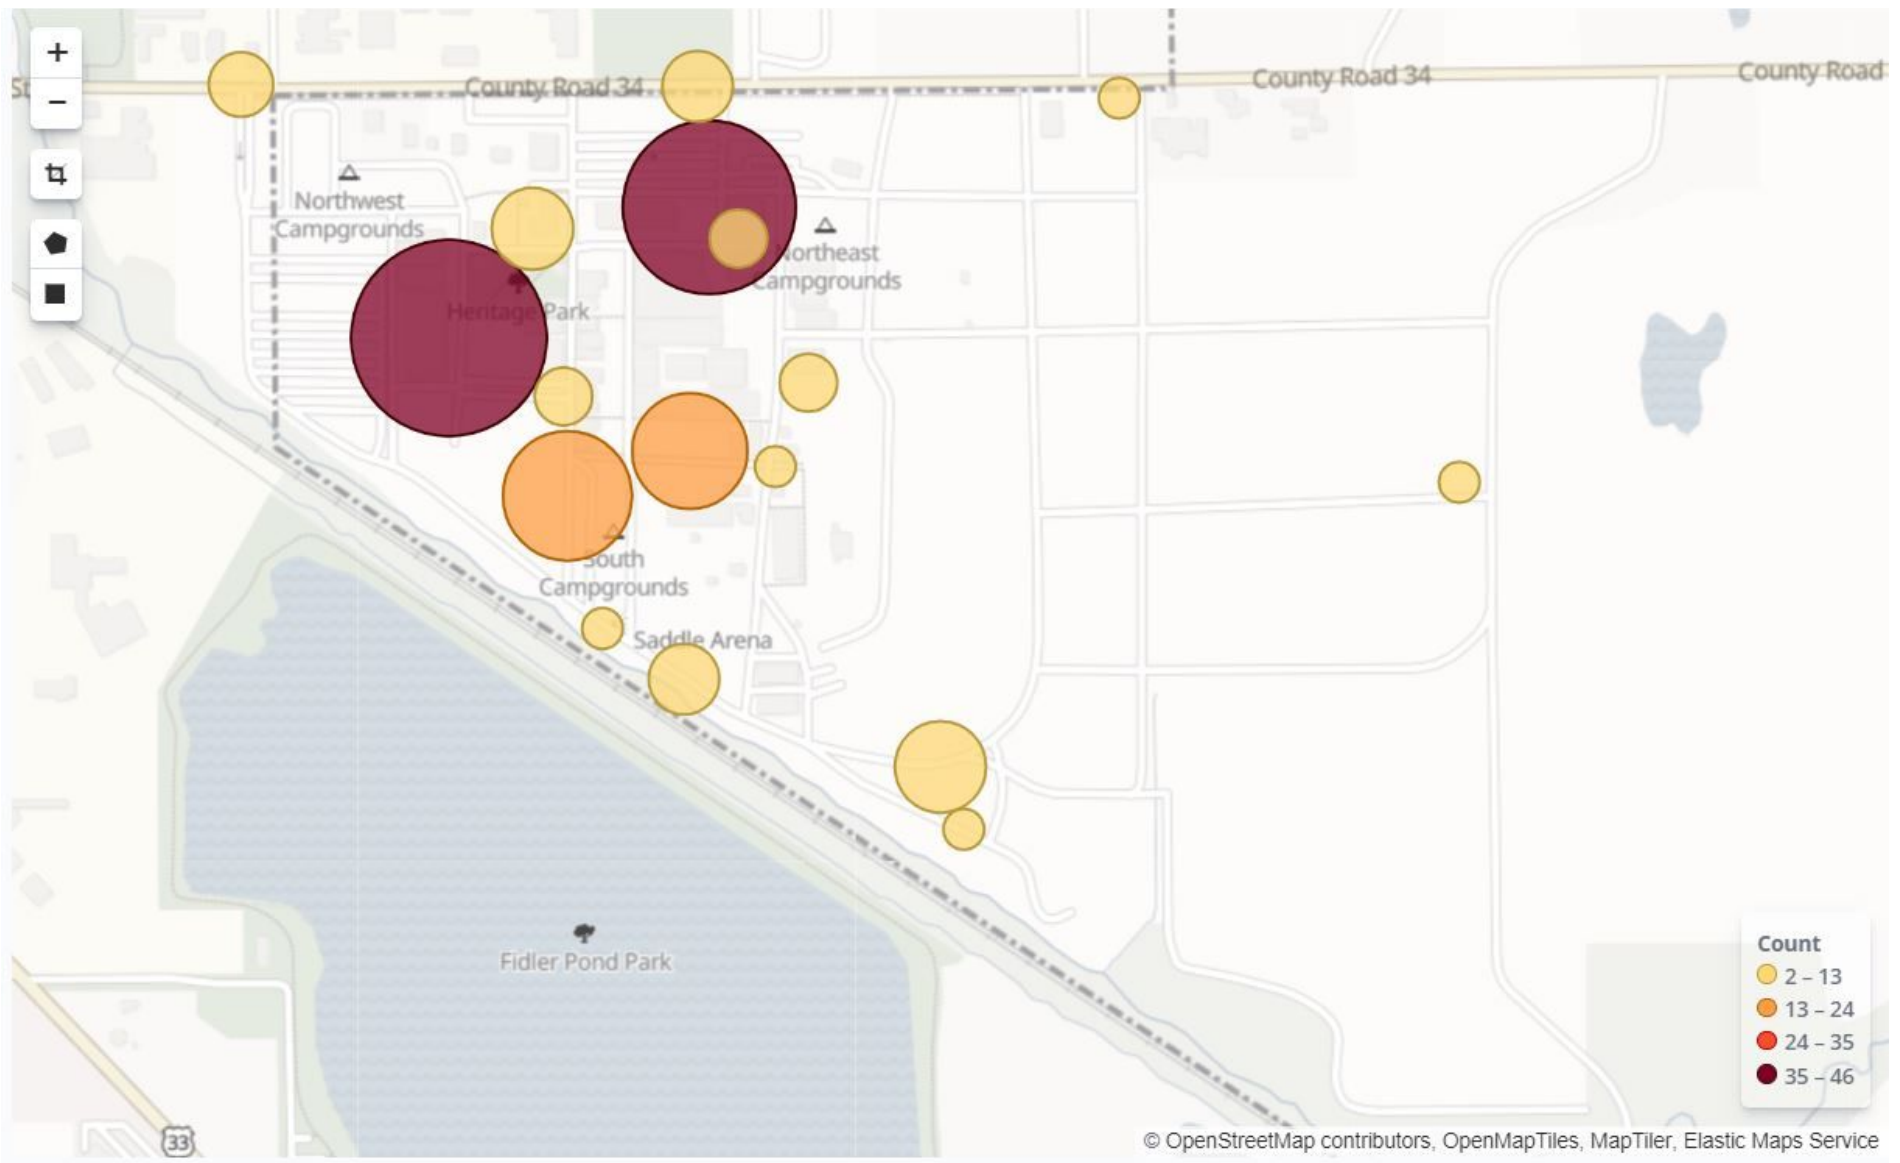 +
−
St
County Road 34
County Road 34
County Road
Northwest
Campgrounds
Northeast
Campgrounds
Heritage Park
South
Campgrounds
Saddle Arena
Fidler Pond Park
33
Count
2 – 13
13 – 24
24 – 35
35 – 46
© OpenStreetMap contributors, OpenMapTiles, MapTiler, Elastic Maps Service